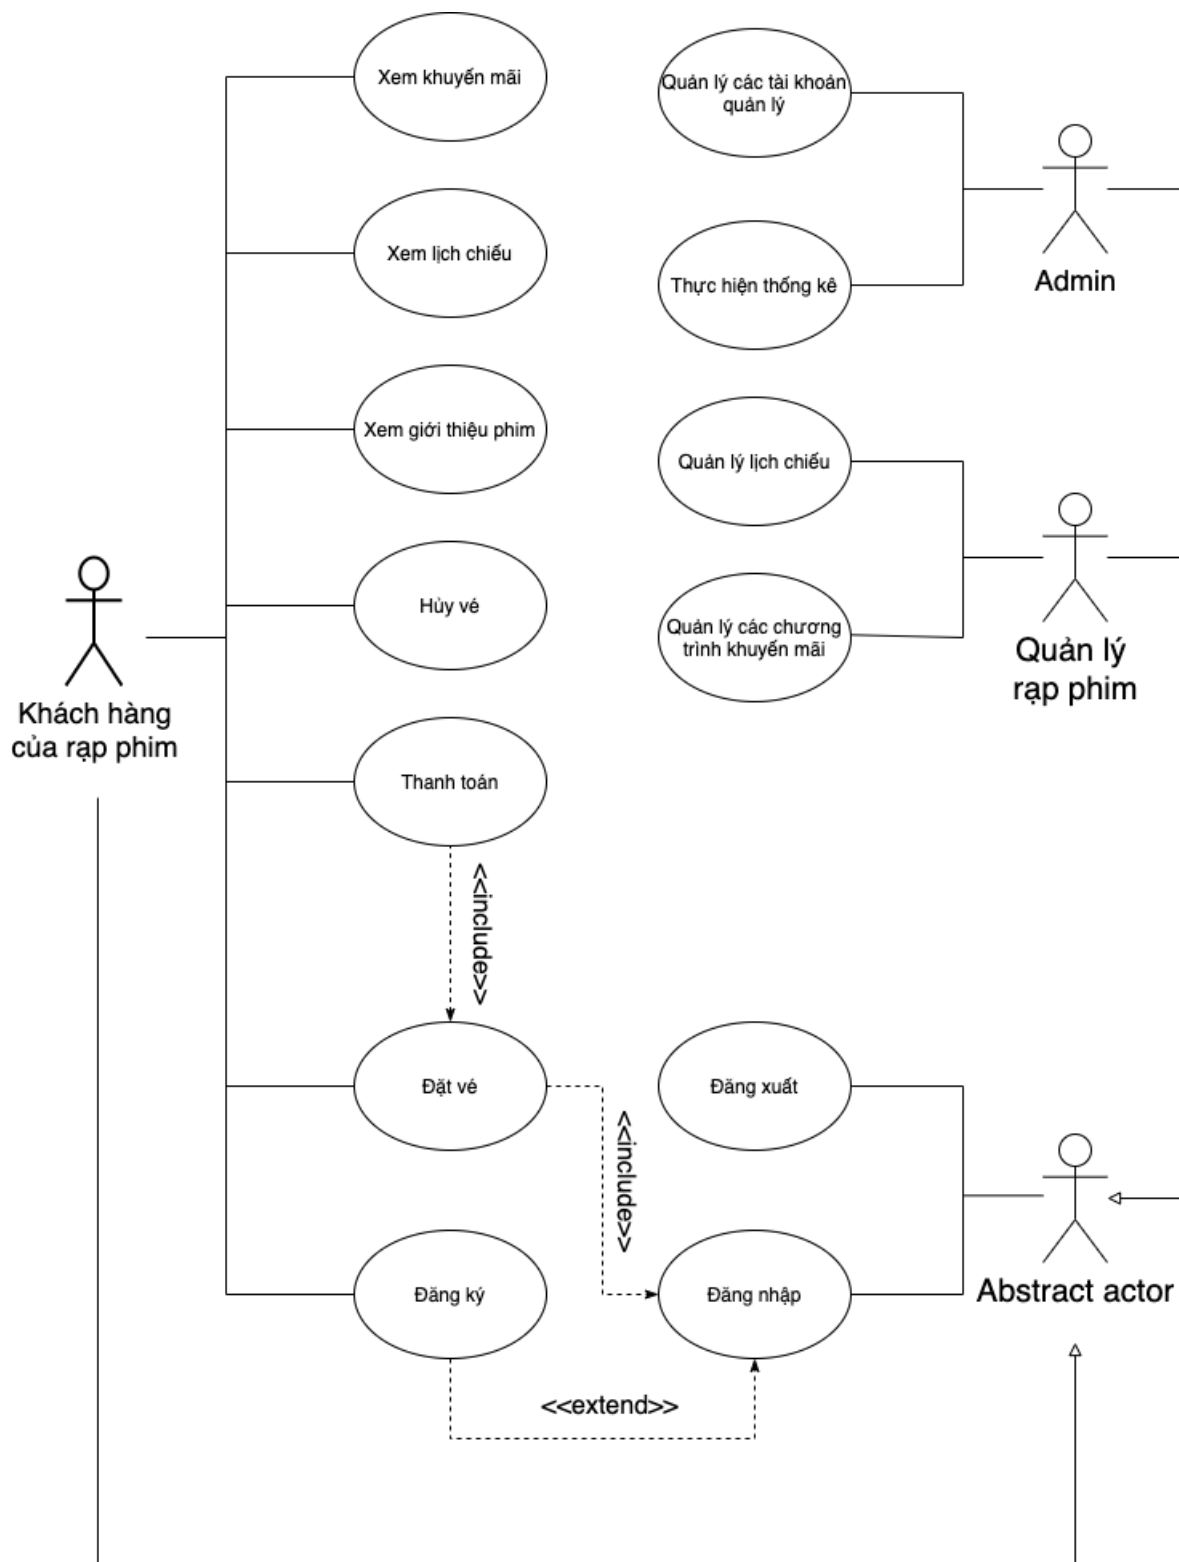 Xem khuyến mãi
Quản lý các tài khoản
quản lý
Xem lịch chiếu
Thực hiện thống kê
Admin
Xem giới thiệu phim
Quản lý lịch chiếu
Hủy vé
Quản lý các chương
trình khuyến mãi
Quản lý
rạp phim
Khách hàng
của rạp phim
Thanh toán
<<include>>
Đặt vé
Đăng xuất
<<include>>
Đăng ký
Đăng nhập
Abstract actor
<<extend>>